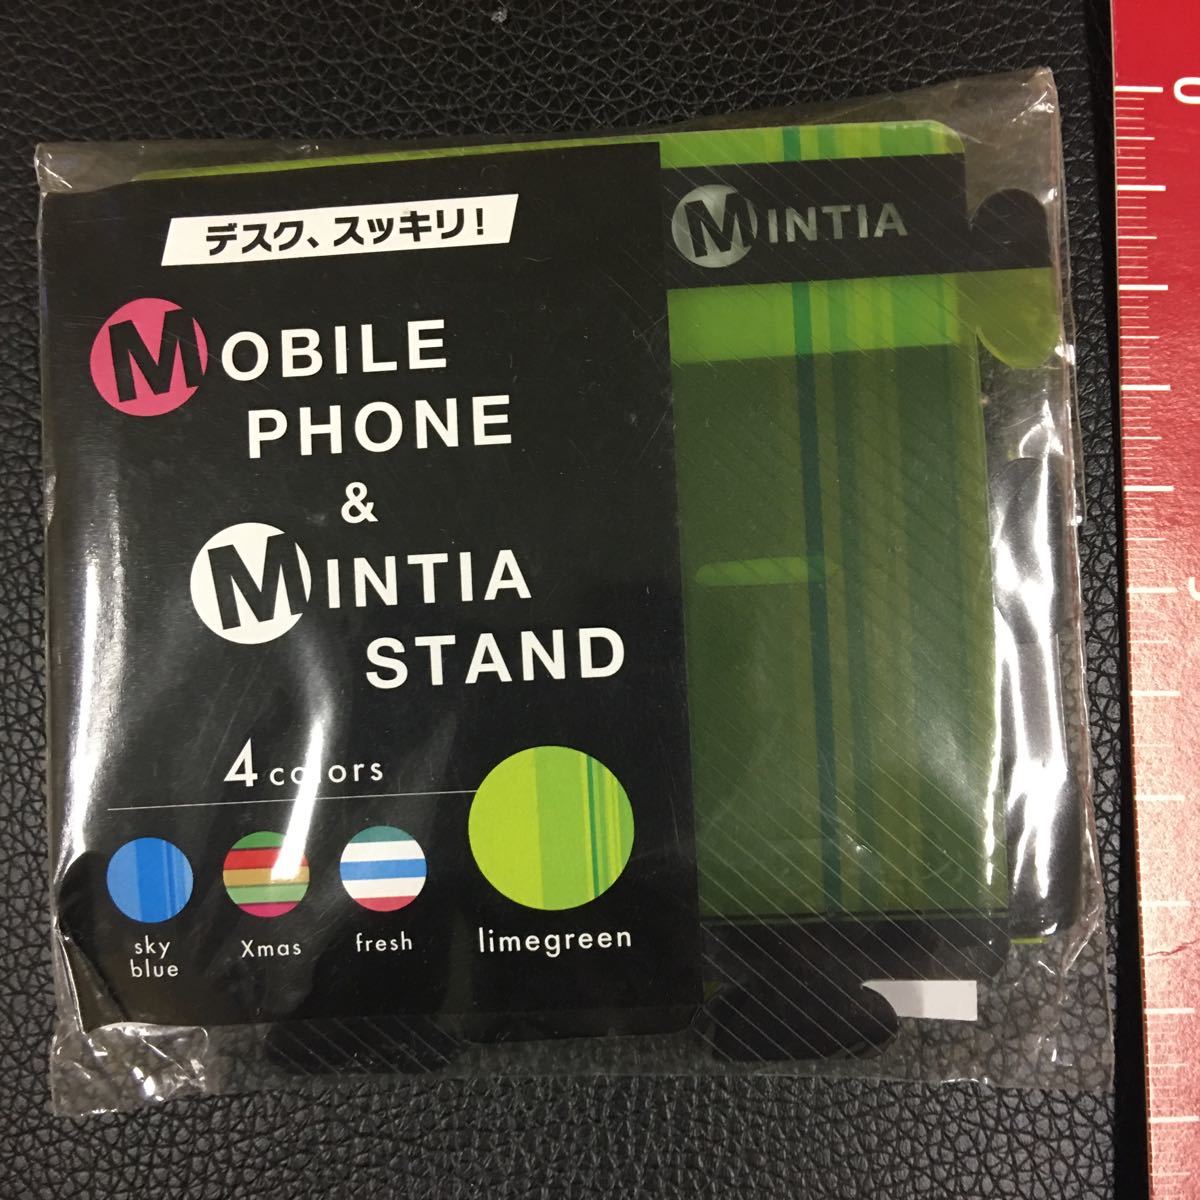 デスク、スッキリ!
MINTIA
MOBILE
PHONE
&
MINTIA
STAND
4 colors
sky
blue
Xmas
fresh
limegreen
0